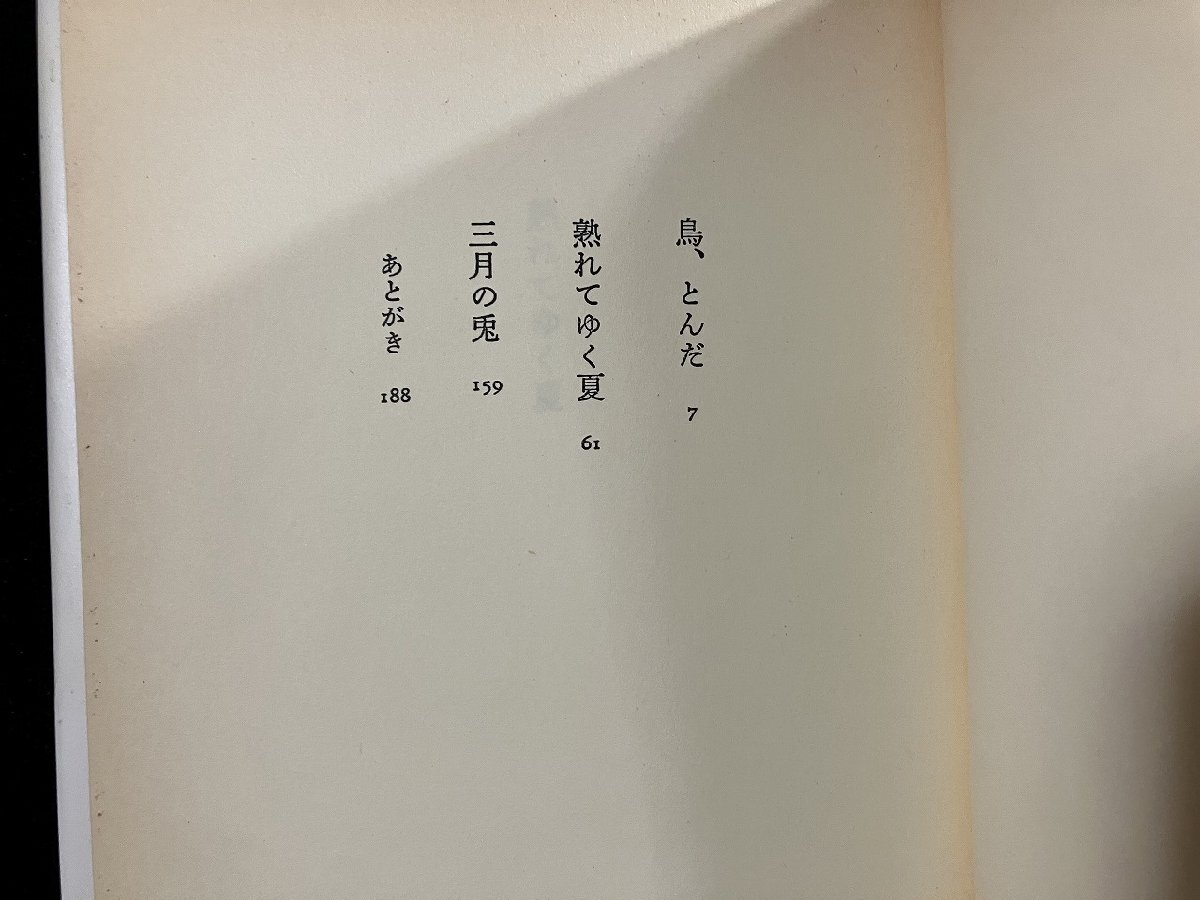 鳥、とんだ 7
熟れてゆく夏 61
三月の兎 159
あとがき 188